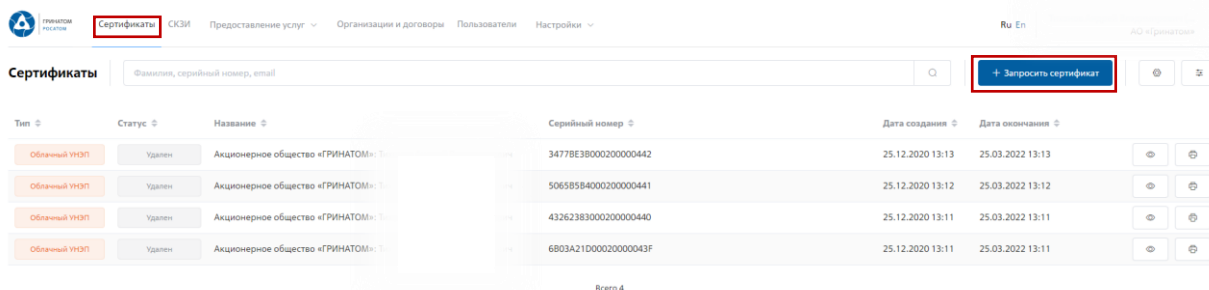 ГРИНАТОМ
РОСАТОМ
Сертификаты СКЗИ Предоставление услуг Организации и договоры Пользователи Настройки Ru En АО «Гринатом»
Сертификаты Фамилия, серийный номер, email + Запросить сертификат
Тип Статус Название Серийный номер Дата создания Дата окончания
Облачный УНЭП Удален Акционерное общество «ГРИНАТОМ»: 3477BE3B000200000442 25.12.2020 13:13 25.03.2022 13:13
Облачный УНЭП Удален Акционерное общество «ГРИНАТОМ»: 5065B5B4000200000441 25.12.2020 13:12 25.03.2022 13:12
Облачный УНЭП Удален Акционерное общество «ГРИНАТОМ»: 43262383000200000440 25.12.2020 13:11 25.03.2022 13:11
Облачный УНЭП Удален Акционерное общество «ГРИНАТОМ»: 6B03A21D00020000043F 25.12.2020 13:11 25.03.2022 13:11
Всего 4